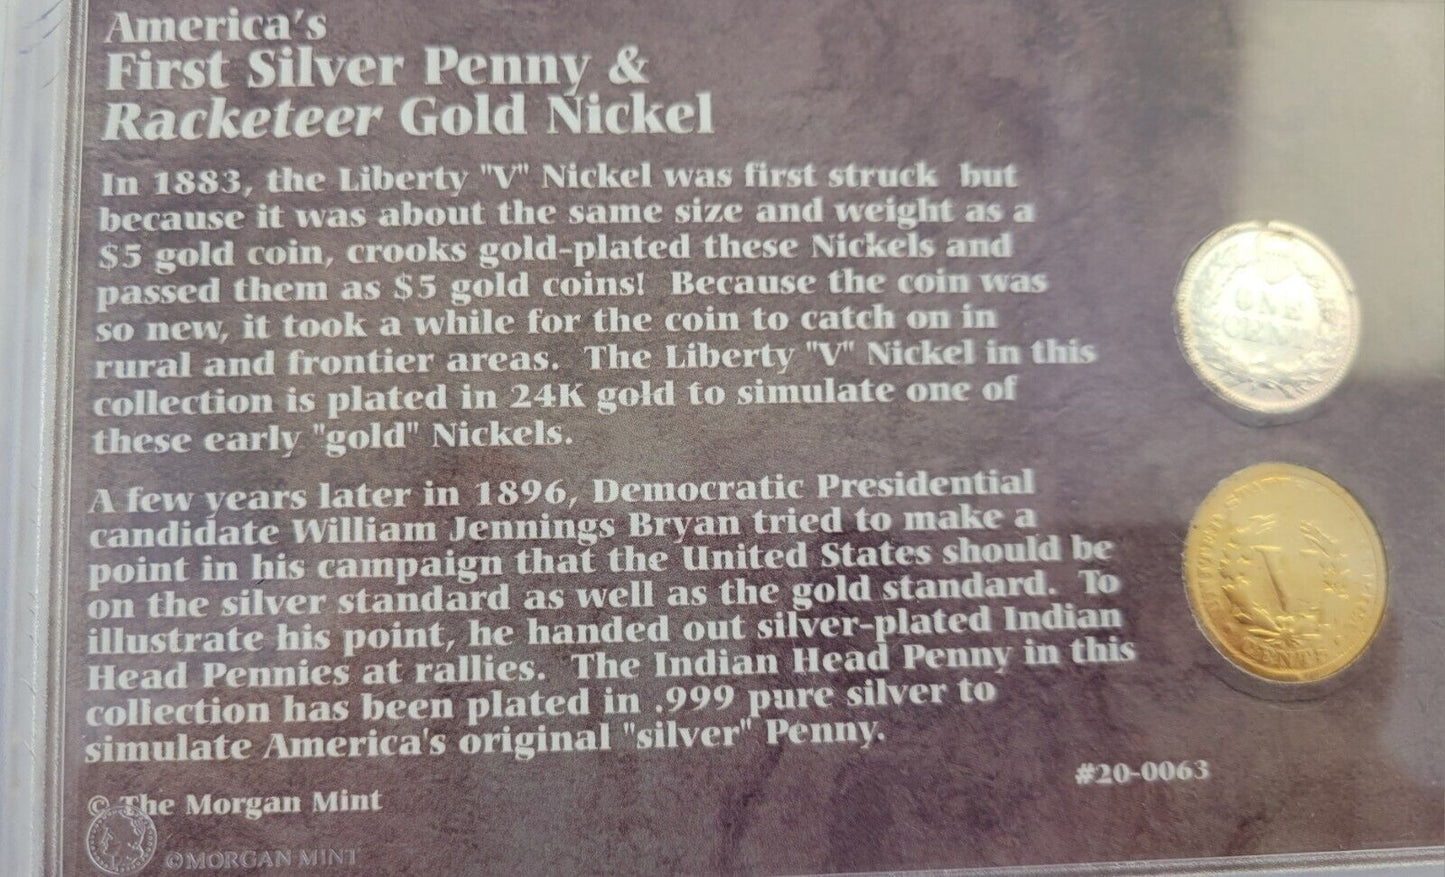 America's
First Silver Penny &
Racketeer Gold Nickel
In 1883, the Liberty "V" Nickel was first struck but
because it was about the same size and weight as a
$5 gold coin, crooks gold-plated these Nickels and
passed them as $5 gold coins! Because the coin was
so new, it took a while for the coin to catch on in
rural and frontier areas. The Liberty "V" Nickel in this
collection is plated in 24K gold to simulate one of
these early "gold" Nickels.
A few years later in 1896, Democratic Presidential
candidate William Jennings Bryan tried to make a
point in his campaign that the United States should be
on the silver standard as well as the gold standard. To
illustrate his point, he handed out silver-plated Indian
Head Pennies at rallies. The Indian Head Penny in this
collection has been plated in .999 pure silver to
simulate America's original "silver" Penny.
#20-0063
© The Morgan Mint
©MORGAN MINT
ONE
CENT
UNITED STATES
V
CENTS